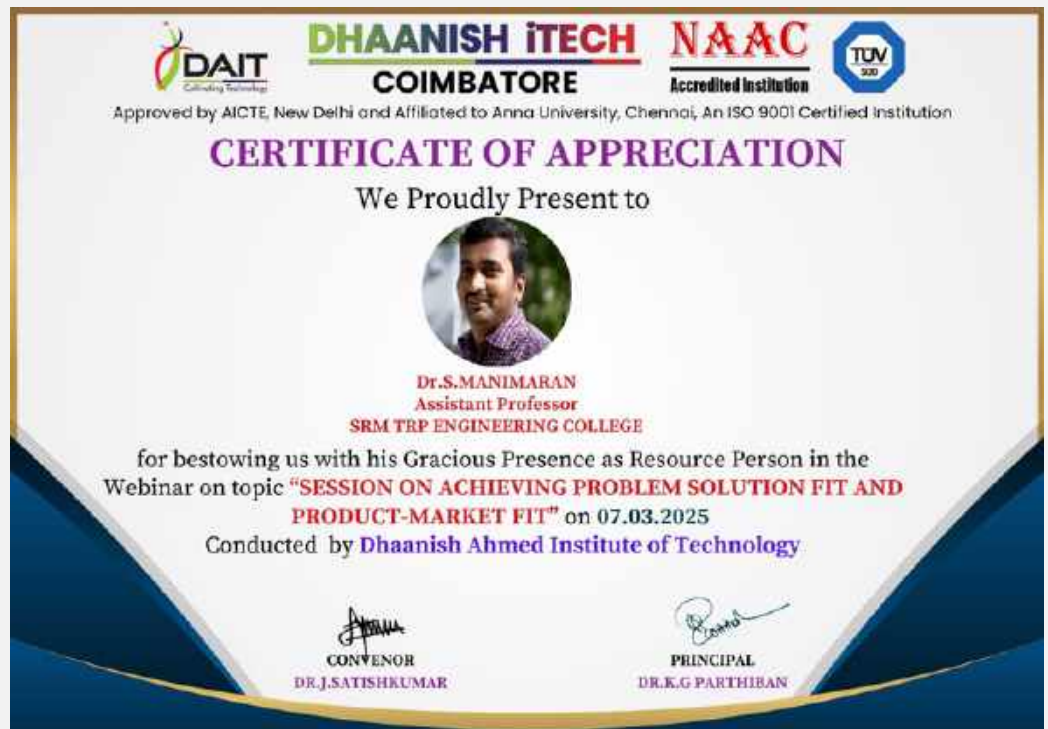 DAIT
Cultivating Technology
DHAANISH iTECH
COIMBATORE
NAAC
Accredited Institution
TÜV
SÜD
Approved by AICTE, New Delhi and Affiliated to Anna University, Chennai, An ISO 9001 Certified Institution
CERTIFICATE OF APPRECIATION
We Proudly Present to
Dr.S.MANIMARAN
Assistant Professor
SRM TRP ENGINEERING COLLEGE
for bestowing us with his Gracious Presence as Resource Person in the
Webinar on topic “SESSION ON ACHIEVING PROBLEM SOLUTION FIT AND
PRODUCT-MARKET FIT” on 07.03.2025
Conducted by Dhaanish Ahmed Institute of Technology
CONVENOR
DR.J.SATISHKUMAR
PRINCIPAL
DR.K.G PARTHIBAN